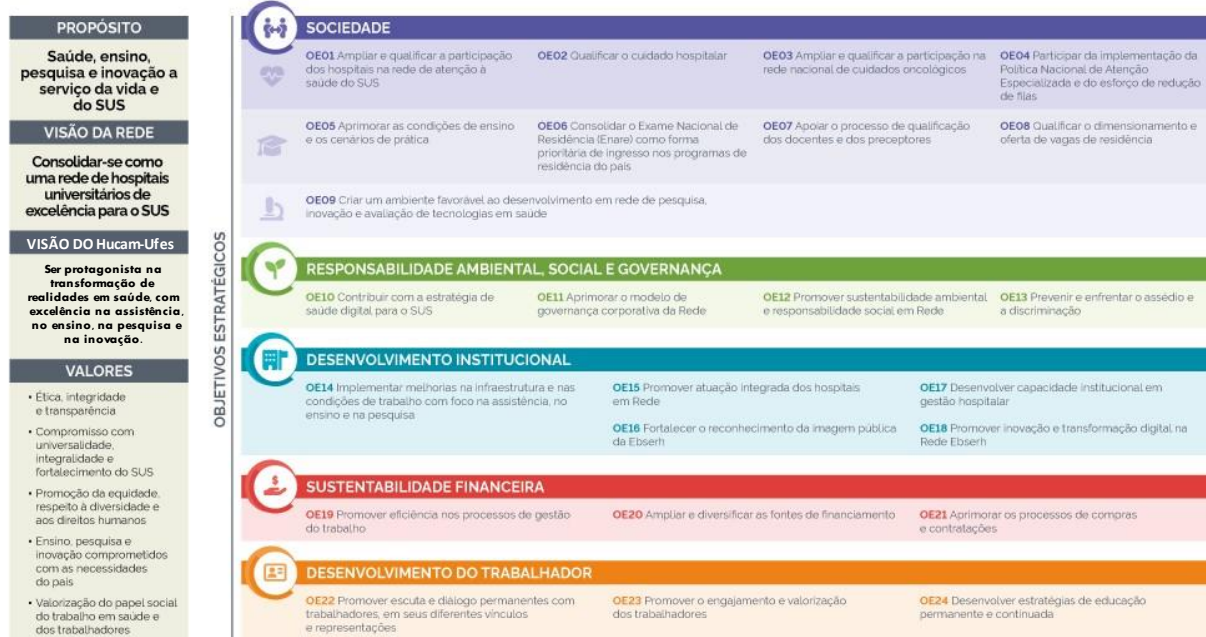 PROPÓSITO
Saúde, ensino,
pesquisa e inovação a
serviço da vida e
do SUS
VISÃO DA REDE
Consolidar-se como
uma rede de hospitais
universitários de
excelência para o SUS
VISÃO DO Hucam-Ufes
Ser protagonista na
transformação de
realidades em saúde, com
excelência na assistência,
no ensino, na pesquisa e
na inovação.
VALORES
• Ética, integridade
e transparência
• Compromisso com
universalidade,
integralidade e
fortalecimento do SUS
• Promoção da equidade,
respeito à diversidade e
aos direitos humanos
• Ensino, pesquisa e
inovação comprometidos
com as necessidades
do país
• Valorização do papel social
do trabalho em saúde e
dos trabalhadores
OBJETIVOS ESTRATÉGICOS
SOCIEDADE
OE01 Ampliar e qualificar a participação
dos hospitais na rede de atenção à
saúde do SUS
OE02 Qualificar o cuidado hospitalar
OE03 Ampliar e qualificar a participação na
rede nacional de cuidados oncológicos
OE04 Participar da implementação da
Política Nacional de Atenção
Especializada e do esforço de redução
de filas
OE05 Aprimorar as condições de ensino
e os cenários de prática
OE06 Consolidar o Exame Nacional de
Residência (Enare) como forma
prioritária de ingresso nos programas de
residência do país
OE07 Apoiar o processo de qualificação
dos docentes e dos preceptores
OE08 Qualificar o dimensionamento e
oferta de vagas de residência
OE09 Criar um ambiente favorável ao desenvolvimento em rede de pesquisa,
inovação e avaliação de tecnologias em saúde
RESPONSABILIDADE AMBIENTAL, SOCIAL E GOVERNANÇA
OE10 Contribuir com a estratégia de
saúde digital para o SUS
OE11 Aprimorar o modelo de
governança corporativa da Rede
OE12 Promover sustentabilidade ambiental
e responsabilidade social em Rede
OE13 Prevenir e enfrentar o assédio e
a discriminação
DESENVOLVIMENTO INSTITUCIONAL
OE14 Implementar melhorias na infraestrutura e nas
condições de trabalho com foco na assistência, no
ensino e na pesquisa
OE15 Promover atuação integrada dos hospitais
em Rede
OE16 Fortalecer o reconhecimento da imagem pública
da Ebserh
OE17 Desenvolver capacidade institucional em
gestão hospitalar
OE18 Promover inovação e transformação digital na
Rede Ebserh
SUSTENTABILIDADE FINANCEIRA
OE19 Promover eficiência nos processos de gestão
do trabalho
OE20 Ampliar e diversificar as fontes de financiamento
OE21 Aprimorar os processos de compras
e contratações
DESENVOLVIMENTO DO TRABALHADOR
OE22 Promover escuta e diálogo permanentes com
trabalhadores, em seus diferentes vínculos
e representações
OE23 Promover o engajamento e valorização
dos trabalhadores
OE24 Desenvolver estratégias de educação
permanente e continuada